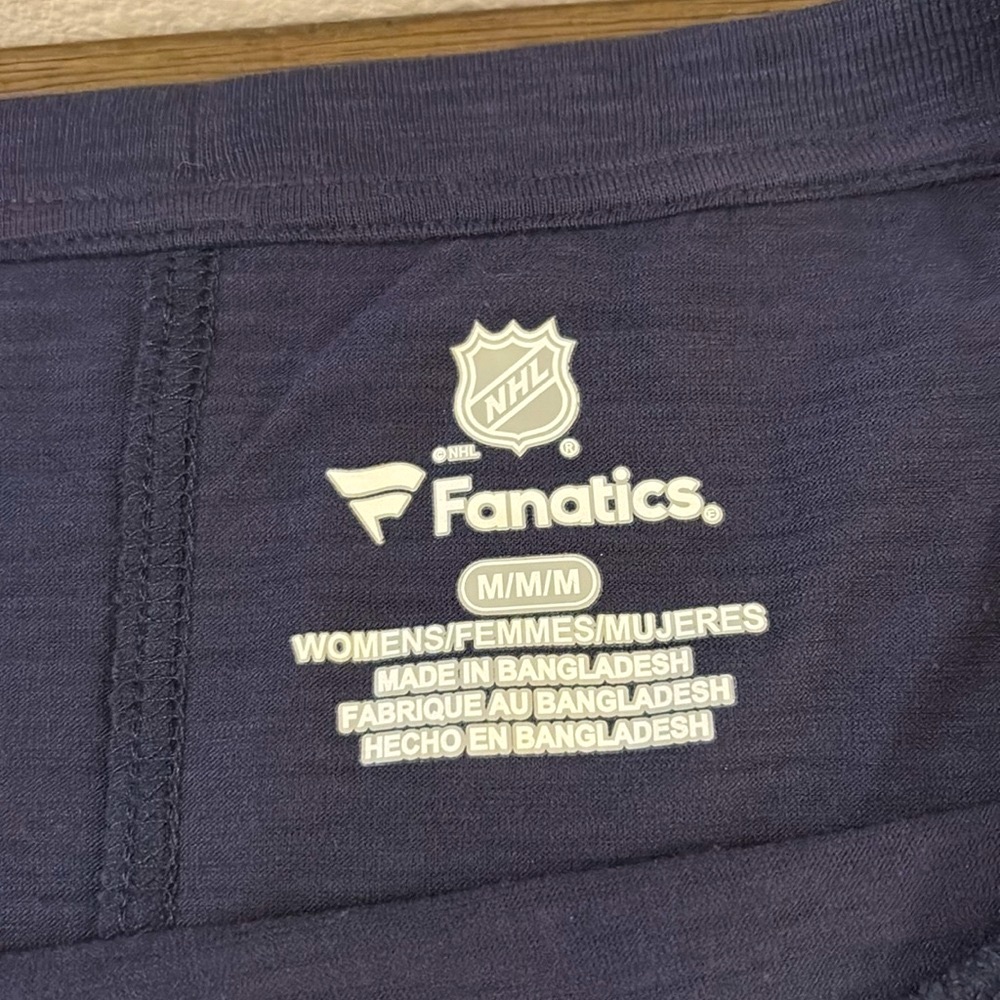 NHL
© NHL ®
Fanatics.
M/M/M
WOMENS/FEMMES/MUJERES
MADE IN BANGLADESH
FABRIQUE AU BANGLADESH
HECHO EN BANGLADESH